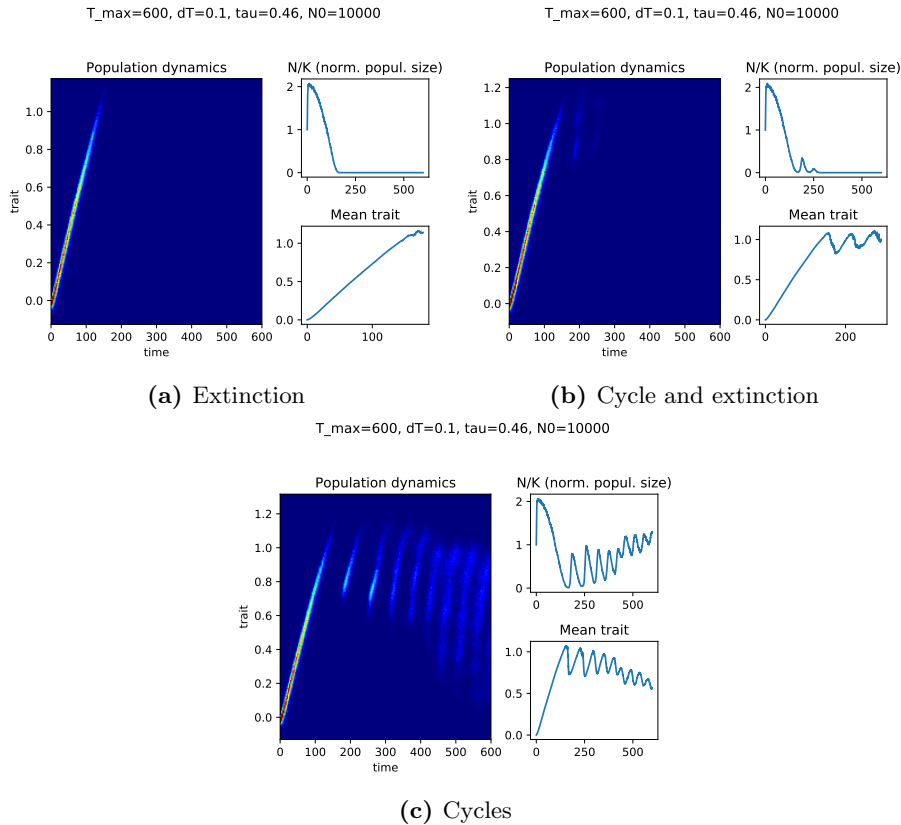 T_max=600, dT=0.1, tau=0.46, N0=10000
Population dynamics
trait
1.0
0.8
0.6
0.4
0.2
0.0
0 100 200 300 400 500 600
time
N/K (norm. popul. size)
2
1
0
0 500
Mean trait
1.0
0.5
0.0
0 100
(a) Extinction
T_max=600, dT=0.1, tau=0.46, N0=10000
Population dynamics
trait
1.2
1.0
0.8
0.6
0.4
0.2
0.0
0 100 200 300 400 500 600
time
N/K (norm. popul. size)
2
1
0
0 250 500
Mean trait
1.0
0.5
0.0
0 200
(b) Cycle and extinction
T_max=600, dT=0.1, tau=0.46, N0=10000
Population dynamics
trait
1.2
1.0
0.8
0.6
0.4
0.2
0.0
0 100 200 300 400 500 600
time
N/K (norm. popul. size)
2
1
0
0 250 500
Mean trait
1.0
0.5
0.0
0 250 500
(c) Cycles